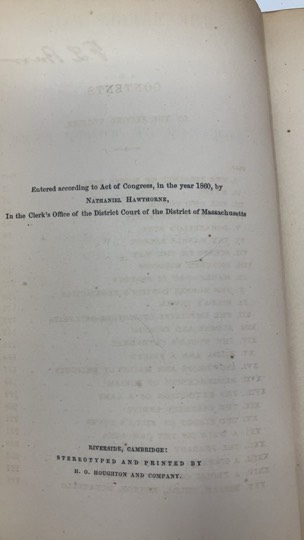 Entered according to Act of Congress, in the year 1860, by
NATHANIEL HAWTHORNE,
In the Clerk's Office of the District Court of the District of Massachusetts
RIVERSIDE, CAMBRIDGE:
STEREOTYPED AND PRINTED BY
H. O. HOUGHTON AND COMPANY.